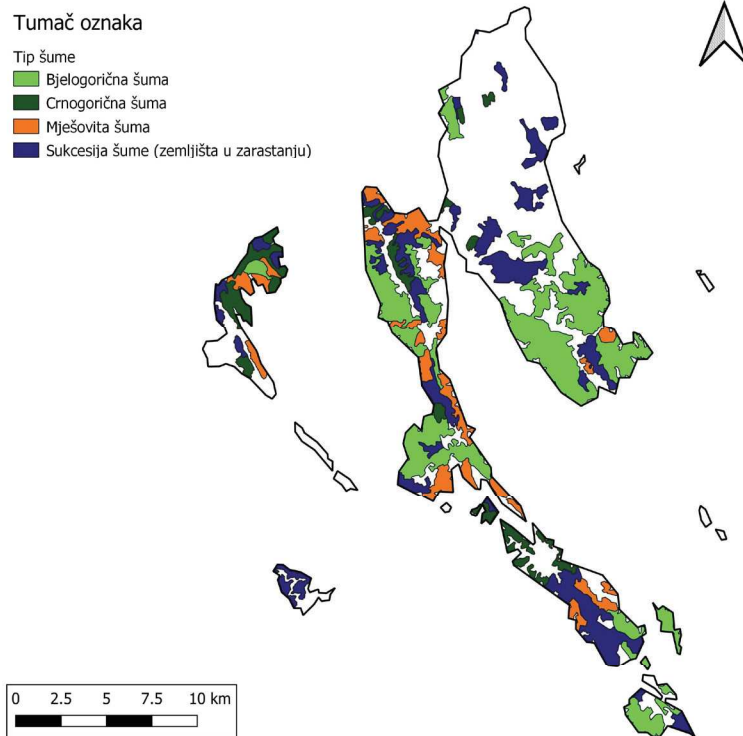 Tumač oznaka
Tip šume
Bjelogorična šuma
Crnogorična šuma
Mješovita šuma
Sukcesija šume (zemljišta u zarastanju)
0 2.5 5 7.5 10 km